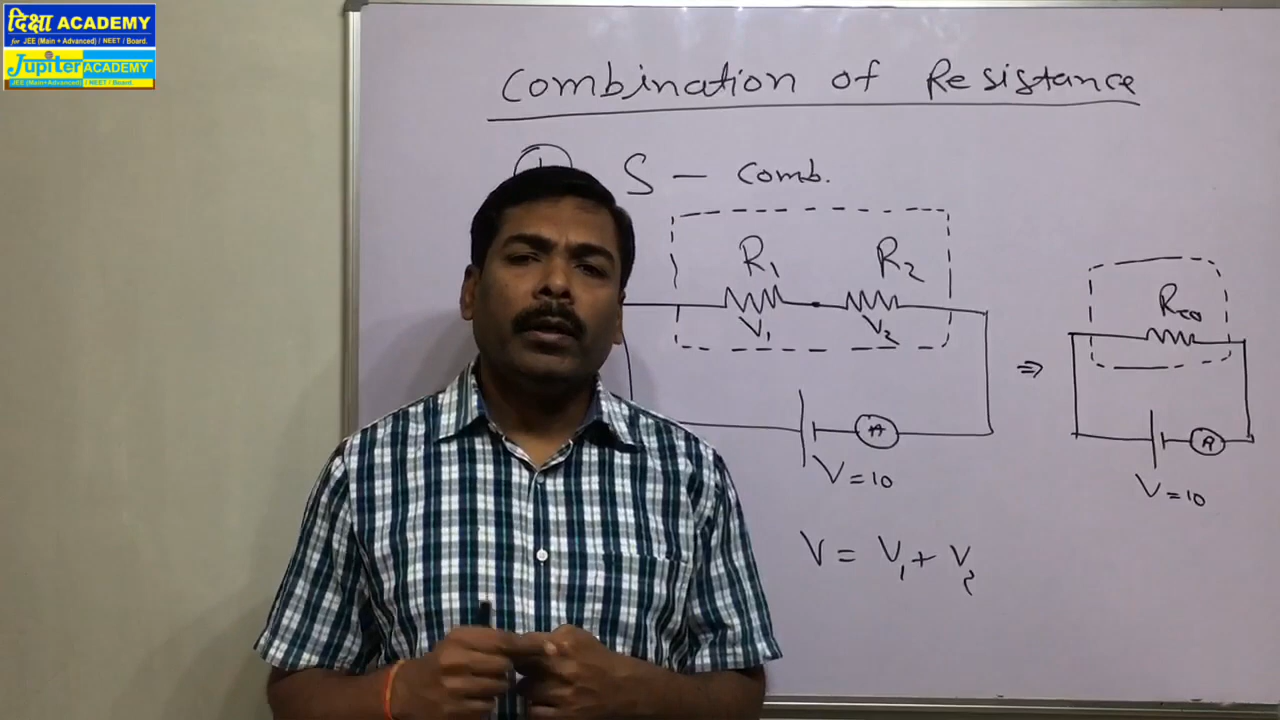 दिक्षा ACADEMY
for JEE (Main + Advanced) / NEET / Board.
Jupiter ACADEMY
JEE (Main+Advanced) / NEET / Board
Combination of Resistance
1 S - Comb.
R1 R2
V1 V2
A
V = 10
V = V1 + V2
⇒
Req
A
V = 10